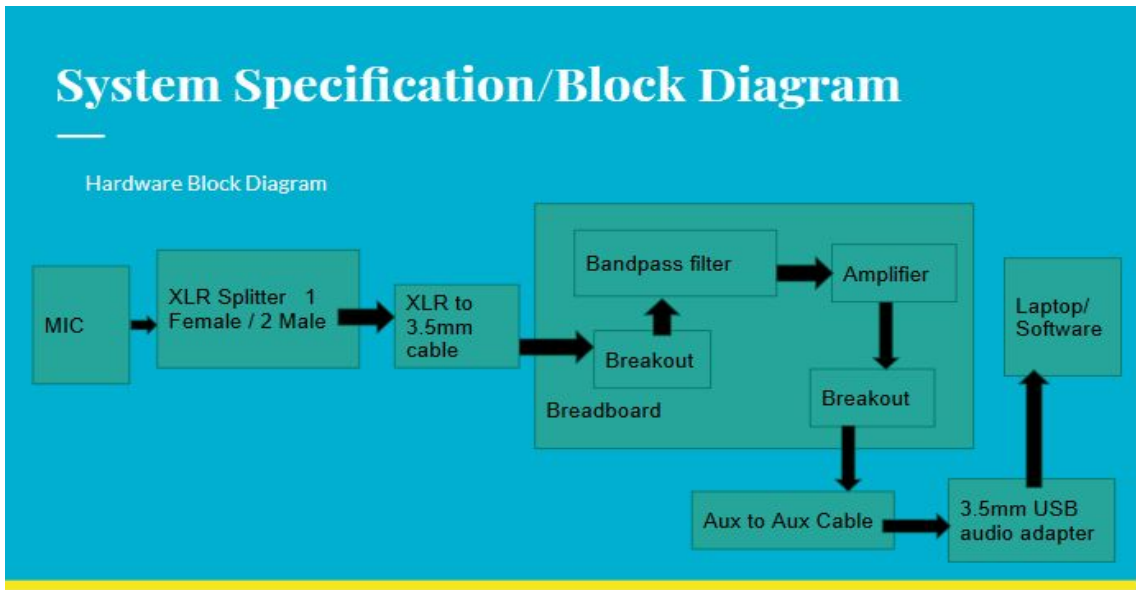 System Specification/Block Diagram
Hardware Block Diagram
MIC
XLR Splitter 1
Female / 2 Male
XLR to
3.5mm
cable
Bandpass filter
Amplifier
Breakout
Breadboard
Breakout
Aux to Aux Cable
3.5mm USB
audio adapter
Laptop/
Software